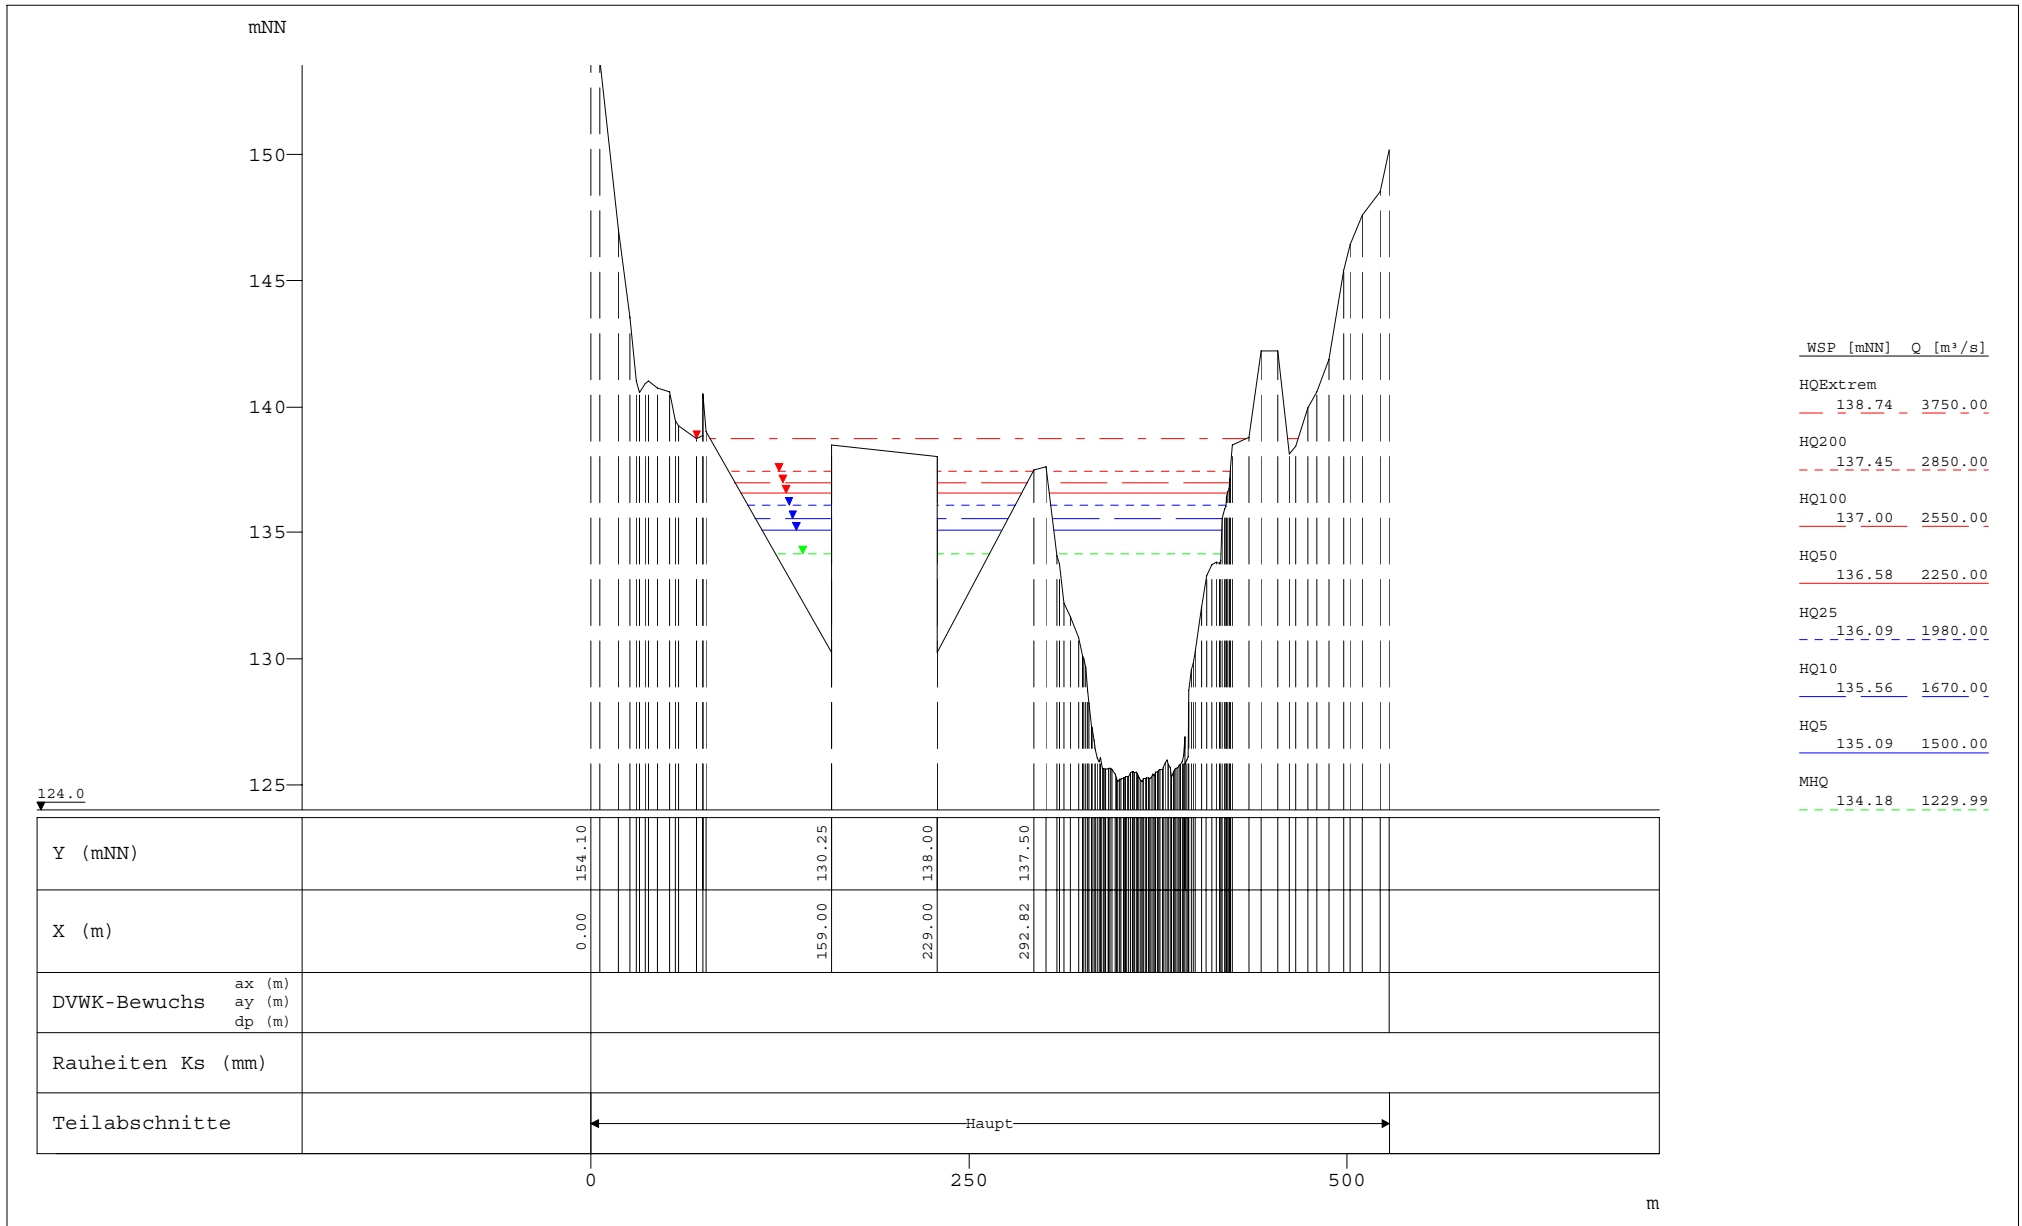 mNN
150
145
140
135
130
125
124.0
WSP [mNN] Q [m³/s]
HQExtrem
138.74 3750.00
HQ200
137.45 2850.00
HQ100
137.00 2550.00
HQ50
136.58 2250.00
HQ25
136.09 1980.00
HQ10
135.56 1670.00
HQ5
135.09 1500.00
MHQ
134.18 1229.99
Y (mNN)
154.10
130.25
138.00
137.50
X (m)
0.00
159.00
229.00
292.82
DVWK-Bewuchs
ax (m)
ay (m)
dp (m)
Rauheiten Ks (mm)
Teilabschnitte
Haupt
0
250
500
m